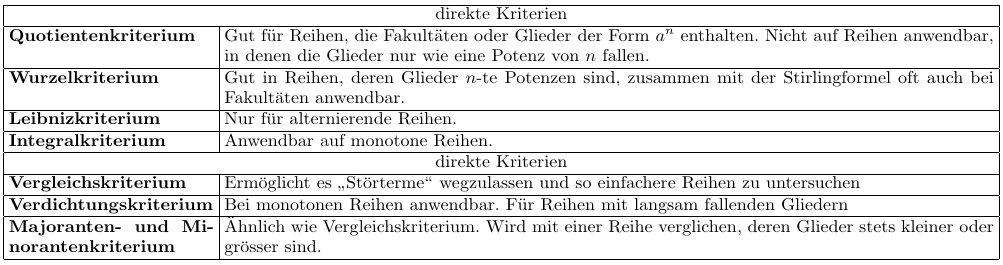 direkte Kriterien
Quotientenkriterium Gut für Reihen, die Fakultäten oder Glieder der Form aⁿ enthalten. Nicht auf Reihen anwendbar,
in denen die Glieder nur wie eine Potenz von n fallen.
Wurzelkriterium Gut in Reihen, deren Glieder n-te Potenzen sind, zusammen mit der Stirlingformel oft auch bei
Fakultäten anwendbar.
Leibnizkriterium Nur für alternierende Reihen.
Integralkriterium Anwendbar auf monotone Reihen.
direkte Kriterien
Vergleichskriterium Ermöglicht es „Störterme“ wegzulassen und so einfachere Reihen zu untersuchen
Verdichtungskriterium Bei monotonen Reihen anwendbar. Für Reihen mit langsam fallenden Gliedern
Majoranten- und Mi- Ähnlich wie Vergleichskriterium. Wird mit einer Reihe verglichen, deren Glieder stets kleiner oder
norantenkriterium grösser sind.